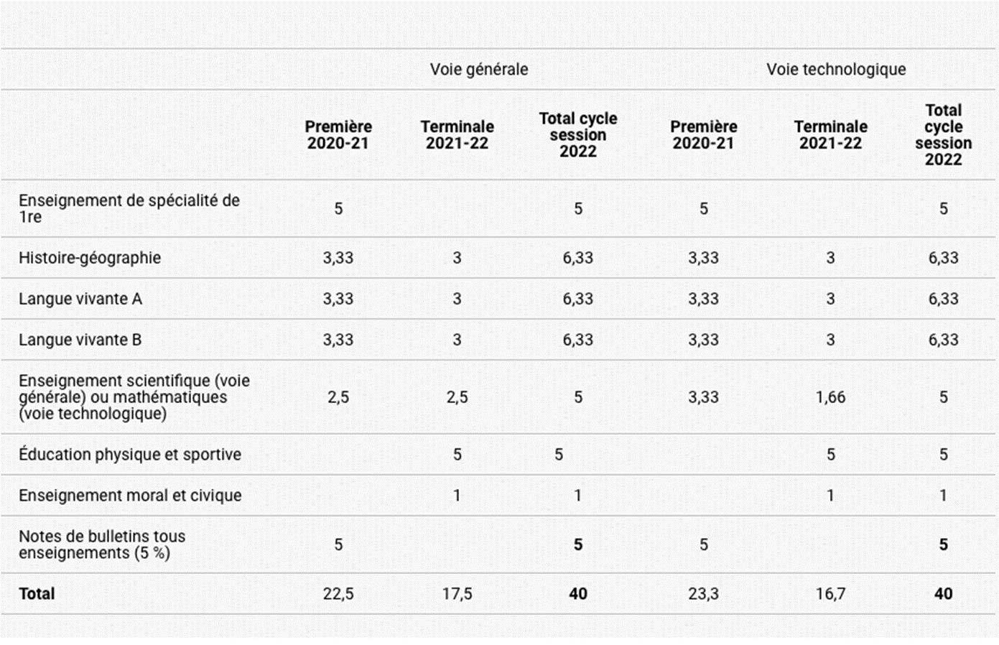 Voie générale Voie technologique
Première 2020-21 Terminale 2021-22 Total cycle session 2022 Première 2020-21 Terminale 2021-22 Total cycle session 2022
Enseignement de spécialité de
1re 5 5 5 5
Histoire-géographie 3,33 3 6,33 3,33 3 6,33
Langue vivante A 3,33 3 6,33 3,33 3 6,33
Langue vivante B 3,33 3 6,33 3,33 3 6,33
Enseignement scientifique (voie
générale) ou mathématiques
(voie technologique) 2,5 2,5 5 3,33 1,66 5
Éducation physique et sportive 5 5 5 5
Enseignement moral et civique 1 1 1 1
Notes de bulletins tous
enseignements (5 %) 5 5 5 5
Total 22,5 17,5 40 23,3 16,7 40